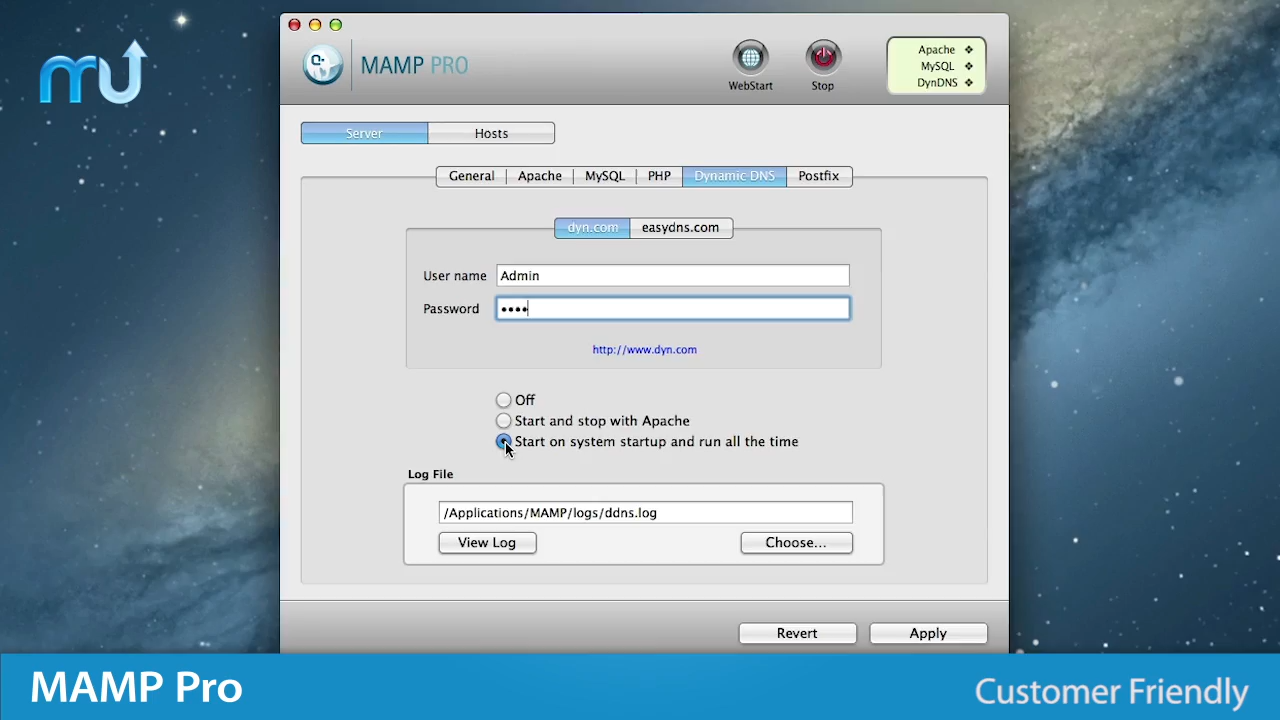 mu
MAMP PRO
WebStart
Stop
Apache
MySQL
DynDNS
Server
Hosts
General
Apache
MySQL
PHP
Dynamic DNS
Postfix
dyn.com
easydns.com
User name
Admin
Password
••••
http://www.dyn.com
Off
Start and stop with Apache
Start on system startup and run all the time
Log File
/Applications/MAMP/logs/ddns.log
View Log
Choose...
Revert
Apply
MAMP Pro
Customer Friendly